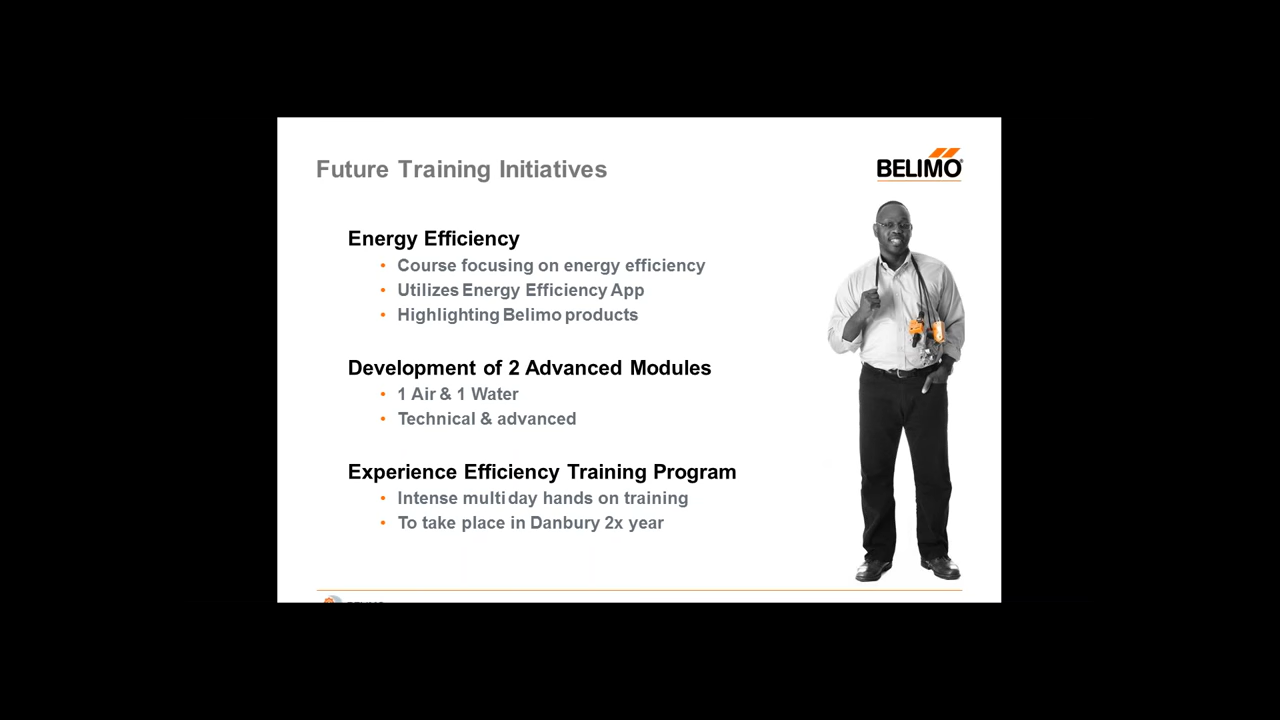 Future Training Initiatives
BELIMO®
Energy Efficiency
• Course focusing on energy efficiency
• Utilizes Energy Efficiency App
• Highlighting Belimo products
Development of 2 Advanced Modules
• 1 Air & 1 Water
• Technical & advanced
Experience Efficiency Training Program
• Intense multi day hands on training
• To take place in Danbury 2x year